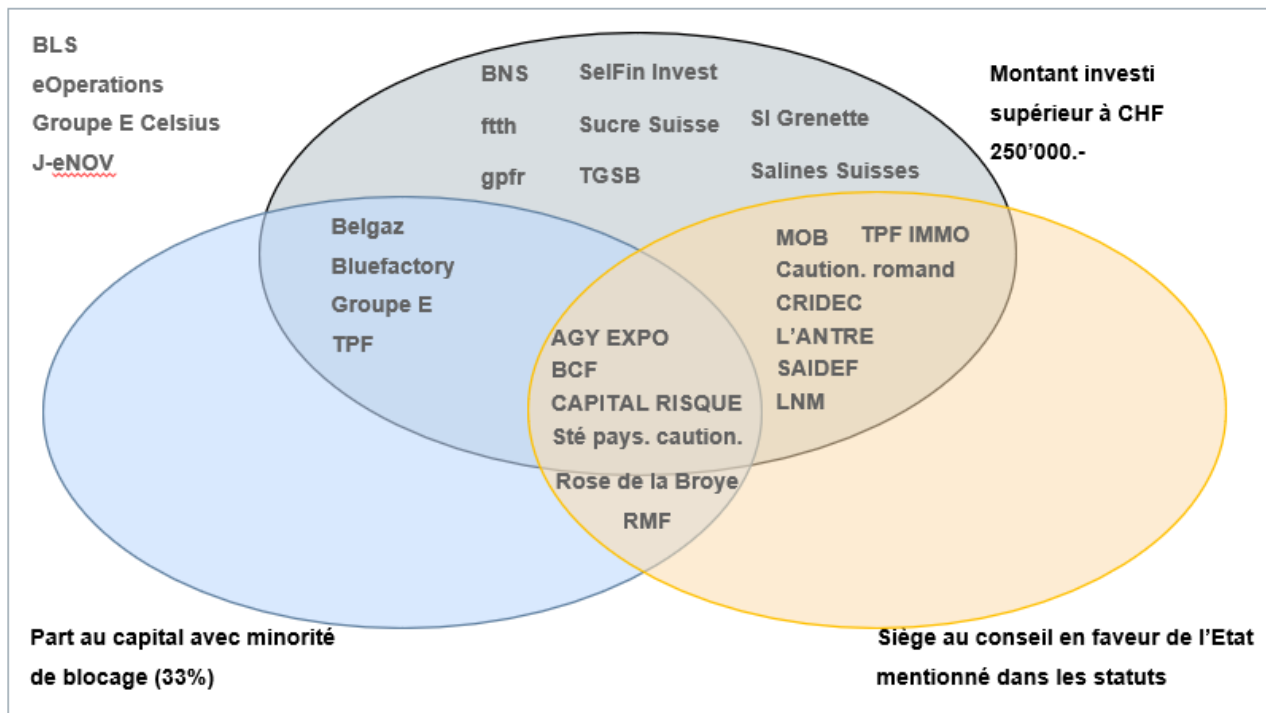 BLS
eOperations
Groupe E Celsius
J-eNOV
BNS
SelFin Invest
ftth
Sucre Suisse
SI Grenette
gpfr
TGSB
Salines Suisses
Montant investi
supérieur à CHF
250’000.-
Belgaz
Bluefactory
Groupe E
TPF
MOB
TPF IMMO
Caution. romand
CRIDEC
L’ANTRE
SAIDEF
LNM
AGY EXPO
BCF
CAPITAL RISQUE
Sté pays. caution.
Rose de la Broye
RMF
Part au capital avec minorité
de blocage (33%)
Siège au conseil en faveur de l’Etat
mentionné dans les statuts